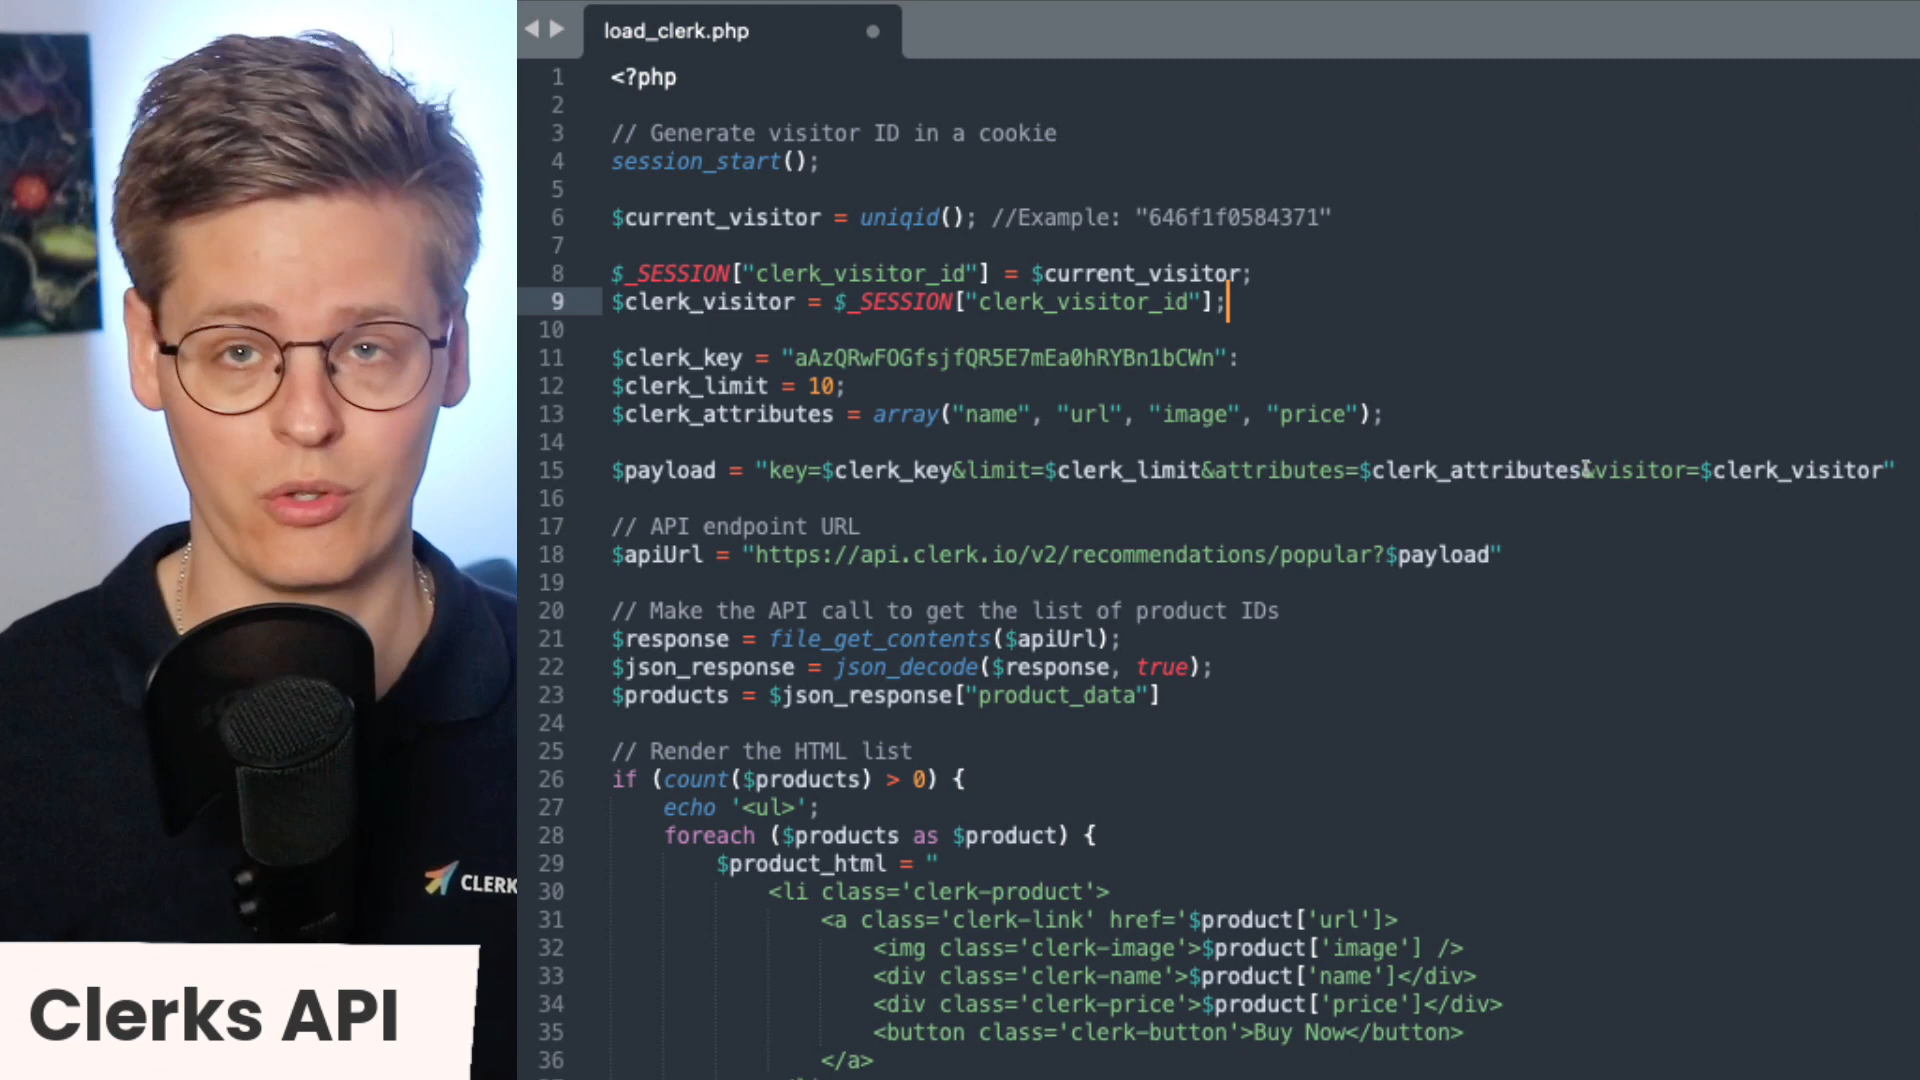 load_clerk.php
1 <?php
2
3 // Generate visitor ID in a cookie
4 session_start();
5
6 $current_visitor = uniqid(); //Example: "646f1f0584371"
7
8 $_SESSION["clerk_visitor_id"] = $current_visitor;
9 $clerk_visitor = $_SESSION["clerk_visitor_id"];
10
11 $clerk_key = "aAzQRwFOGfsjfQR5E7mEa0hRYBn1bCWn":
12 $clerk_limit = 10;
13 $clerk_attributes = array("name", "url", "image", "price");
14
15 $payload = "key=$clerk_key&limit=$clerk_limit&attributes=$clerk_attributes&visitor=$clerk_visitor"
16
17 // API endpoint URL
18 $apiUrl = "https://api.clerk.io/v2/recommendations/popular?$payload"
19
20 // Make the API call to get the list of product IDs
21 $response = file_get_contents($apiUrl);
22 $json_response = json_decode($response, true);
23 $products = $json_response["product_data"]
24
25 // Render the HTML list
26 if (count($products) > 0) {
27 echo '<ul>';
28 foreach ($products as $product) {
29 $product_html = "
30 <li class='clerk-product'>
31 <a class='clerk-link' href='$product['url']>
32 <img class='clerk-image'>$product['image'] />
33 <div class='clerk-name'>$product['name']</div>
34 <div class='clerk-price'>$product['price']</div>
35 <button class='clerk-button'>Buy Now</button>
36 </a>
CLERK
Clerks API